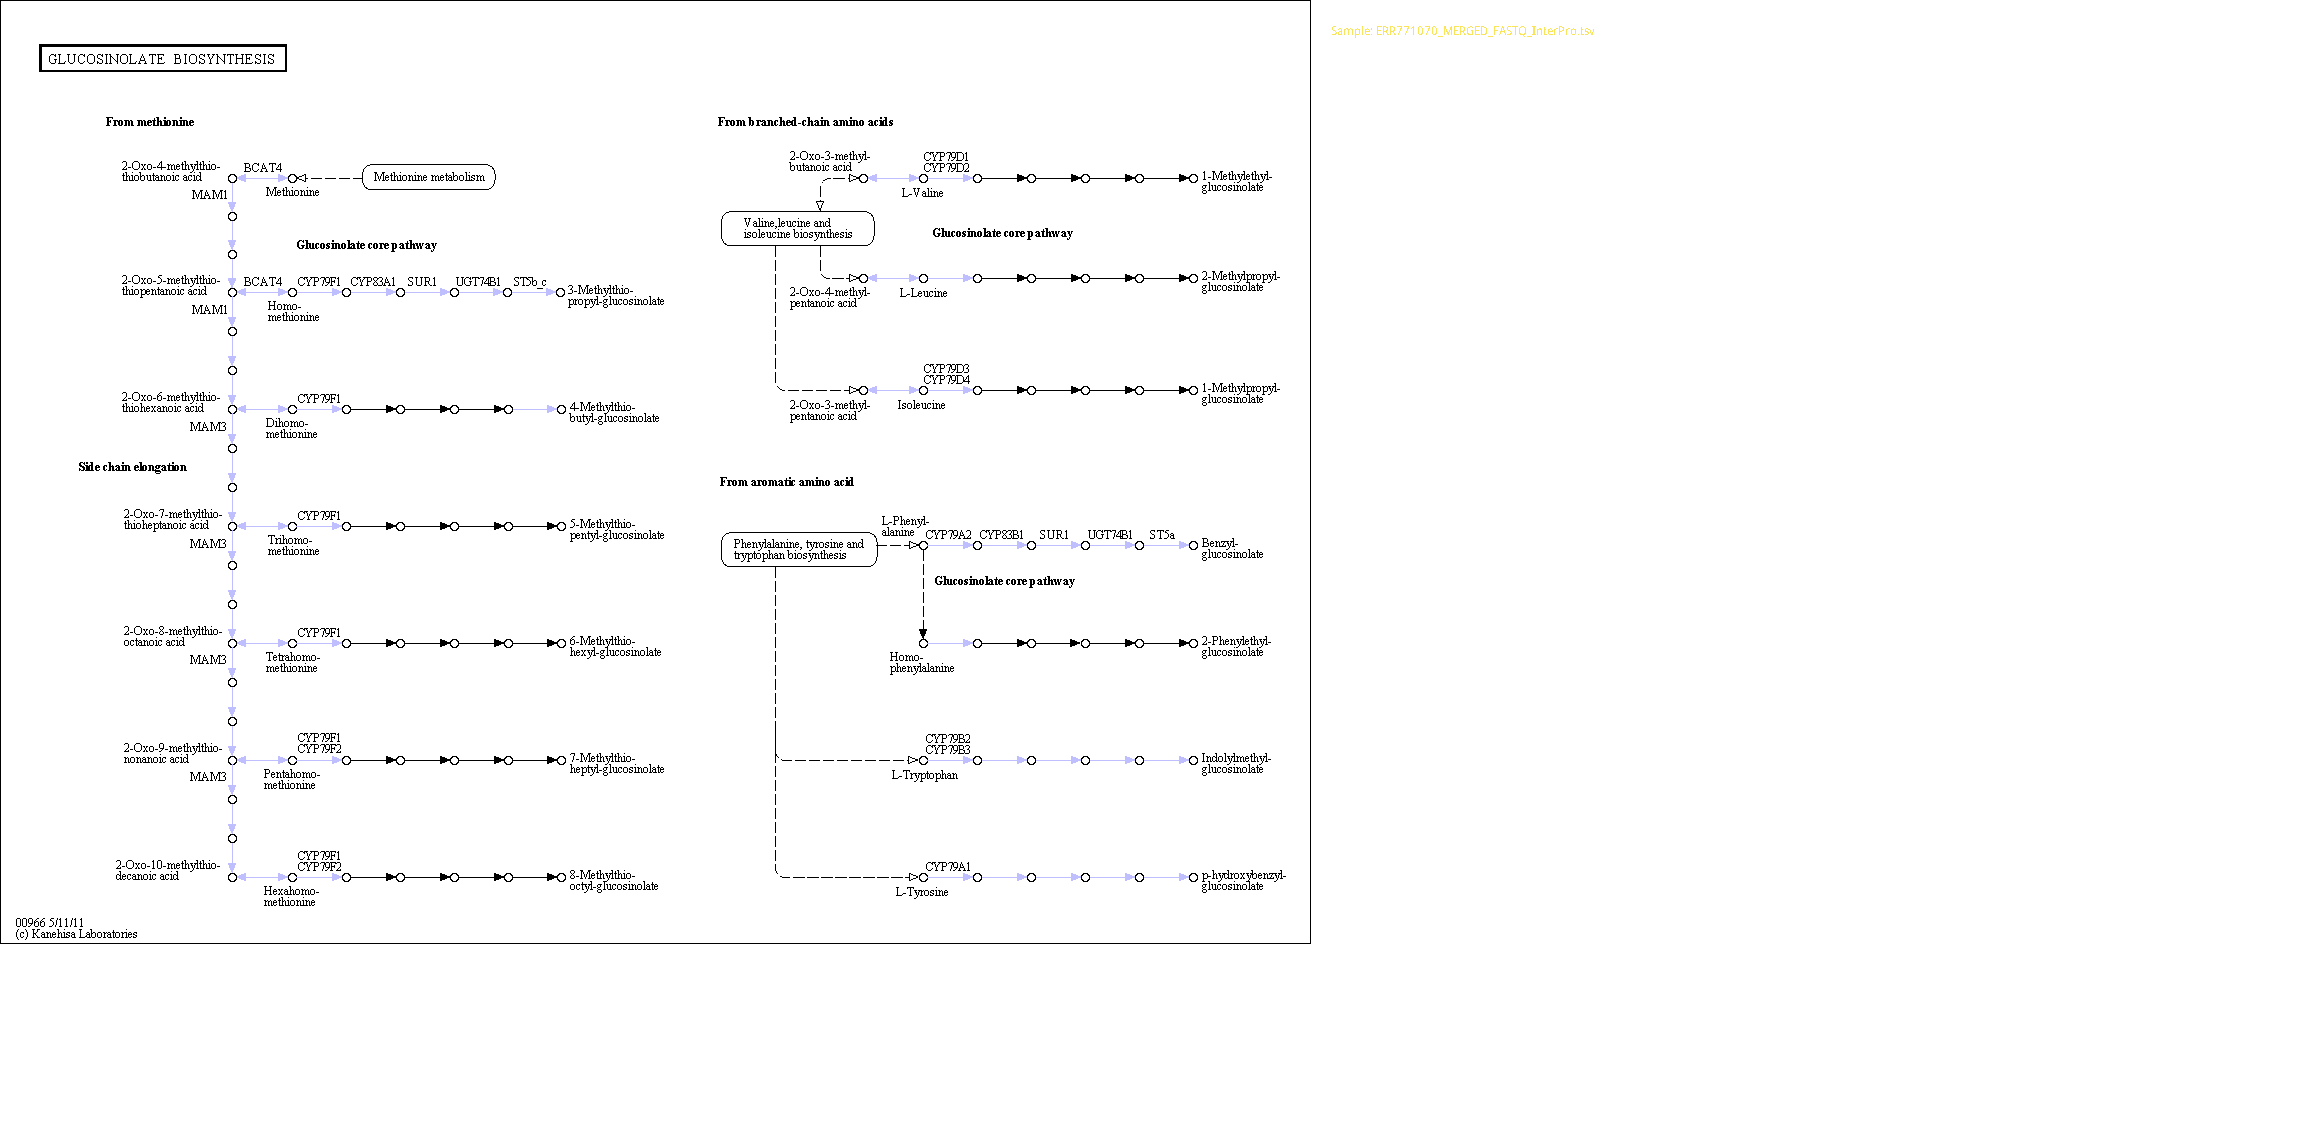 Sample: ERR771070_MERGED_FASTQ_InterPro.tsv
GLUCOSINOLATE BIOSYNTHESIS
From methionine
2-Oxo-4-methylthio-
thiobutanoic acid
BCAT4
Methionine
Methionine metabolism
MAM1
Glucosinolate core pathway
2-Oxo-5-methylthio-
thiopentanoic acid
BCAT4
CYP79F1
CYP83A1
SUR1
UGT74B1
ST5b_c
3-Methylthio-
propyl-glucosinolate
Homo-
methionine
MAM1
2-Oxo-6-methylthio-
thiohexanoic acid
CYP79F1
4-Methylthio-
butyl-glucosinolate
Dihomo-
methionine
MAM3
Side chain elongation
2-Oxo-7-methylthio-
thioheptanoic acid
CYP79F1
5-Methylthio-
pentyl-glucosinolate
Trihomo-
methionine
MAM3
2-Oxo-8-methylthio-
octanoic acid
CYP79F1
6-Methylthio-
hexyl-glucosinolate
Tetrahomo-
methionine
MAM3
2-Oxo-9-methylthio-
nonanoic acid
CYP79F1
CYP79F2
7-Methylthio-
heptyl-glucosinolate
Pentahomo-
methionine
MAM3
2-Oxo-10-methylthio-
decanoic acid
CYP79F1
CYP79F2
8-Methylthio-
octyl-glucosinolate
Hexahomo-
methionine
From branched-chain amino acids
2-Oxo-3-methyl-
butanoic acid
CYP79D1
CYP79D2
L-Valine
1-Methylethyl-
glucosinolate
Valine,leucine and
isoleucine biosynthesis
Glucosinolate core pathway
2-Oxo-4-methyl-
pentanoic acid
L-Leucine
2-Methylpropyl-
glucosinolate
CYP79D3
CYP79D4
2-Oxo-3-methyl-
pentanoic acid
Isoleucine
1-Methylpropyl-
glucosinolate
From aromatic amino acid
Phenylalanine, tyrosine and
tryptophan biosynthesis
L-Phenyl-
alanine
CYP79A2
CYP83B1
SUR1
UGT74B1
ST5a
Benzyl-
glucosinolate
Glucosinolate core pathway
Homo-
phenylalanine
2-Phenylethyl-
glucosinolate
CYP79B2
CYP79B3
L-Tryptophan
Indolylmethyl-
glucosinolate
CYP79A1
L-Tyrosine
p-hydroxybenzyl-
glucosinolate
00966 5/11/11
(c) Kanehisa Laboratories